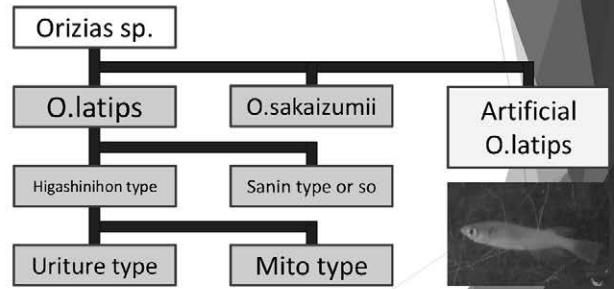 Orizias sp.
O.latips
O.sakaizumii
Artificial
O.latips
Higashinihon type
Sanin type or so
Uriture type
Mito type